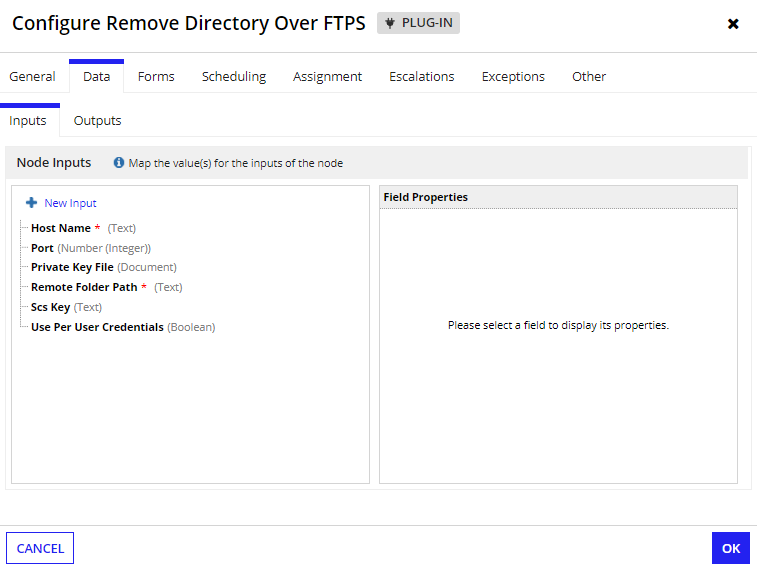 Configure Remove Directory Over FTPS PLUG-IN
General Data Forms Scheduling Assignment Escalations Exceptions Other
Inputs Outputs
Node Inputs Map the value(s) for the inputs of the node
New Input
Host Name * (Text)
Port (Number (Integer))
Private Key File (Document)
Remote Folder Path * (Text)
Scs Key (Text)
Use Per User Credentials (Boolean)
Field Properties
Please select a field to display its properties.
CANCEL OK